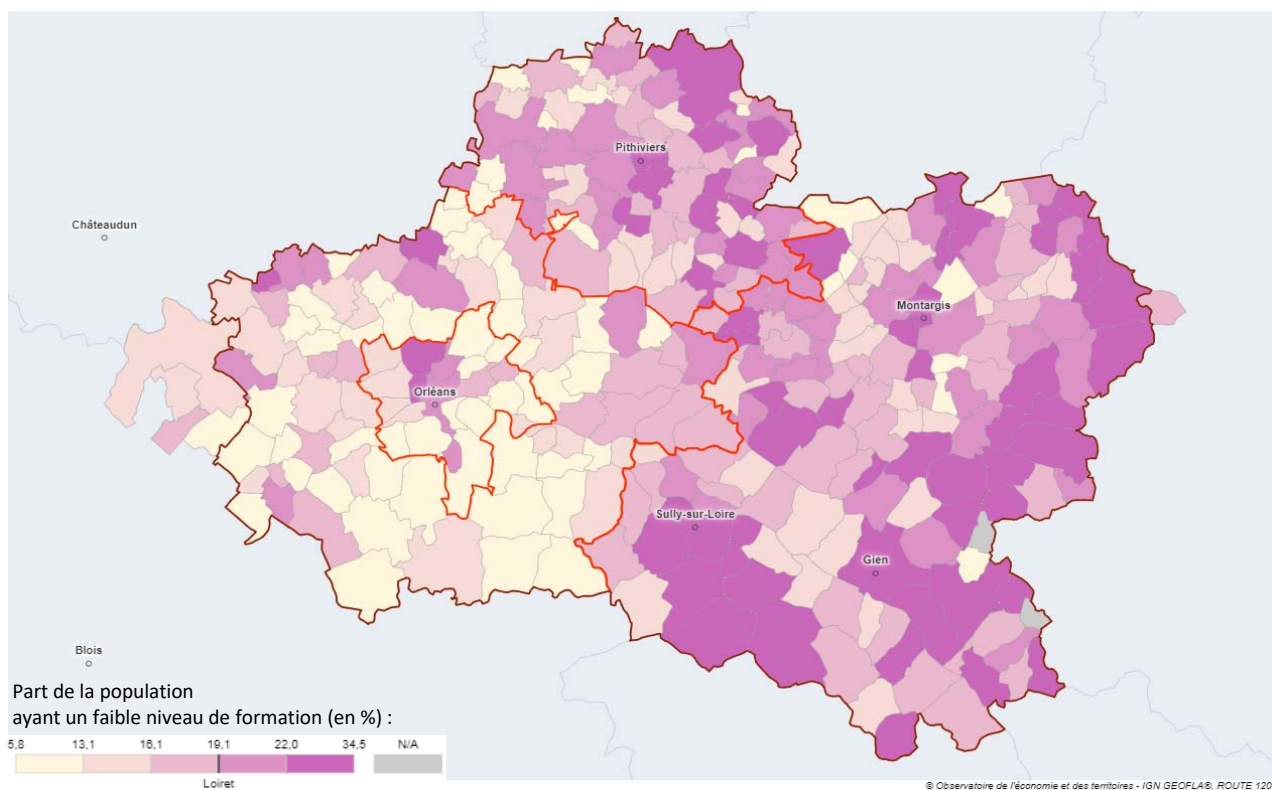 Pithiviers
Châteaudun
Montargis
Orléans
Sully-sur-Loire
Gien
Blois
Part de la population
ayant un faible niveau de formation (en %) :
5,8 13,1 16,1 19,1 22,0 34,5 N/A
Loiret
© Observatoire de l'économie et des territoires - IGN GEOFLA®, ROUTE 120